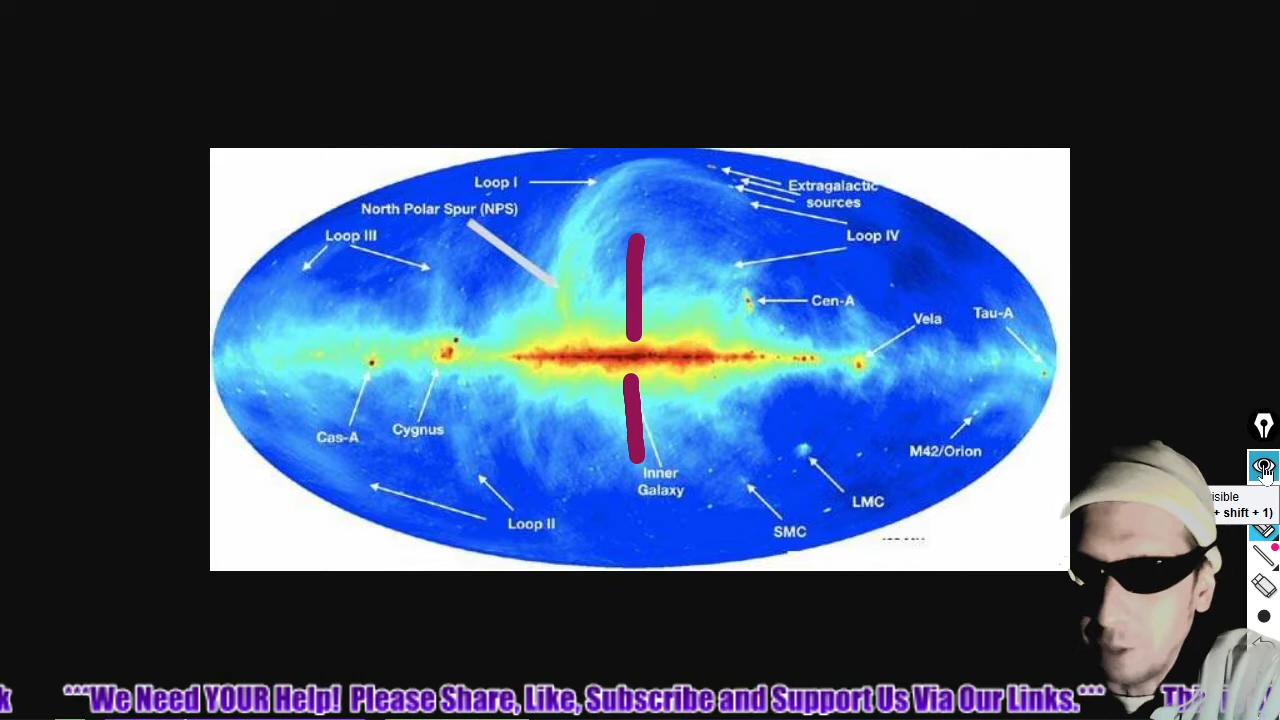 Loop I
Extragalactic
sources
North Polar Spur (NPS)
Loop III
Loop IV
Cen-A
Vela
Tau-A
Cas-A
Cygnus
M42/Orion
Inner
Galaxy
LMC
SMC
Loop II
isible
+ shift + 1)
k ***We Need YOUR Help! Please Share, Like, Subscribe and Support Us Via Our Links.***